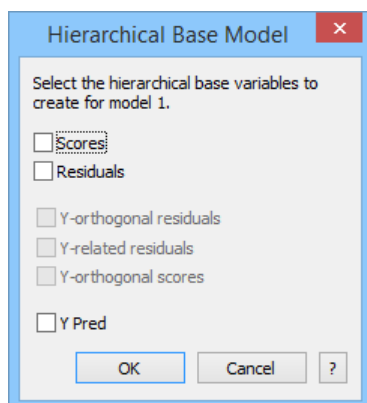 Hierarchical Base Model
Select the hierarchical base variables to
create for model 1.
Scores
Residuals
Y-orthogonal residuals
Y-related residuals
Y-orthogonal scores
Y Pred
OK Cancel ?